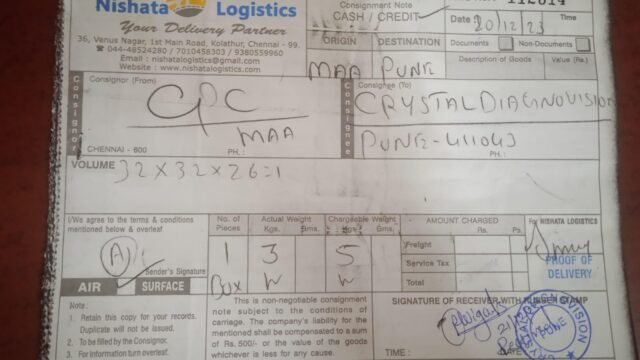 Nishata Logistics
Your Delivery Partner
36, Venus Nagar, 1st Main Road, Kolathur, Chennai - 99.
☎ 044-48524280 / 7010458303 / 9380559960
Email : nishatalogistics@gmail.com
Website : www.nishatalogistics.com
Consignment Note
CASH / CREDIT
Date 20/12/23 Time
ORIGIN DESTINATION
MAA PUNE
Documents Non-Documents
Description of Goods Value (Rs.)
Consignor
Consignor (From)
CPC
MAA
CHENNAI - 600 PH. :
Consignee
Consignee (To)
CRYSTAL DIAGNOVISION
PUNE-411043
PH. :
VOLUME 32 x 32 x 26 = 1
I/We agree to the terms & conditions
mentioned below & overleaf
A
Sender's Signature
AIR SURFACE
No. of Pieces Actual Weight Kgs. Gms. Chargeable Weight Kgs. Gms.
1 3 5
Box
AMOUNT CHARGED
Rs. Ps.
Freight
Service Tax
Total
For NISHATA LOGISTICS
PROOF OF
DELIVERY
Note :
1. Retain this copy for your records.
Duplicate will not be issued.
2. To be filled by the Consignor.
3. For information turn overleaf.
This is non-negotiable consignment
note subject to the conditions of
carriage. The company's liability for
mentioned shall be compensated to a
sum of Rs. 500/- or the value of the goods
whichever is less for any cause.
SIGNATURE OF RECEIVER WITH RUBBER STAMP
PUNE
TIME :